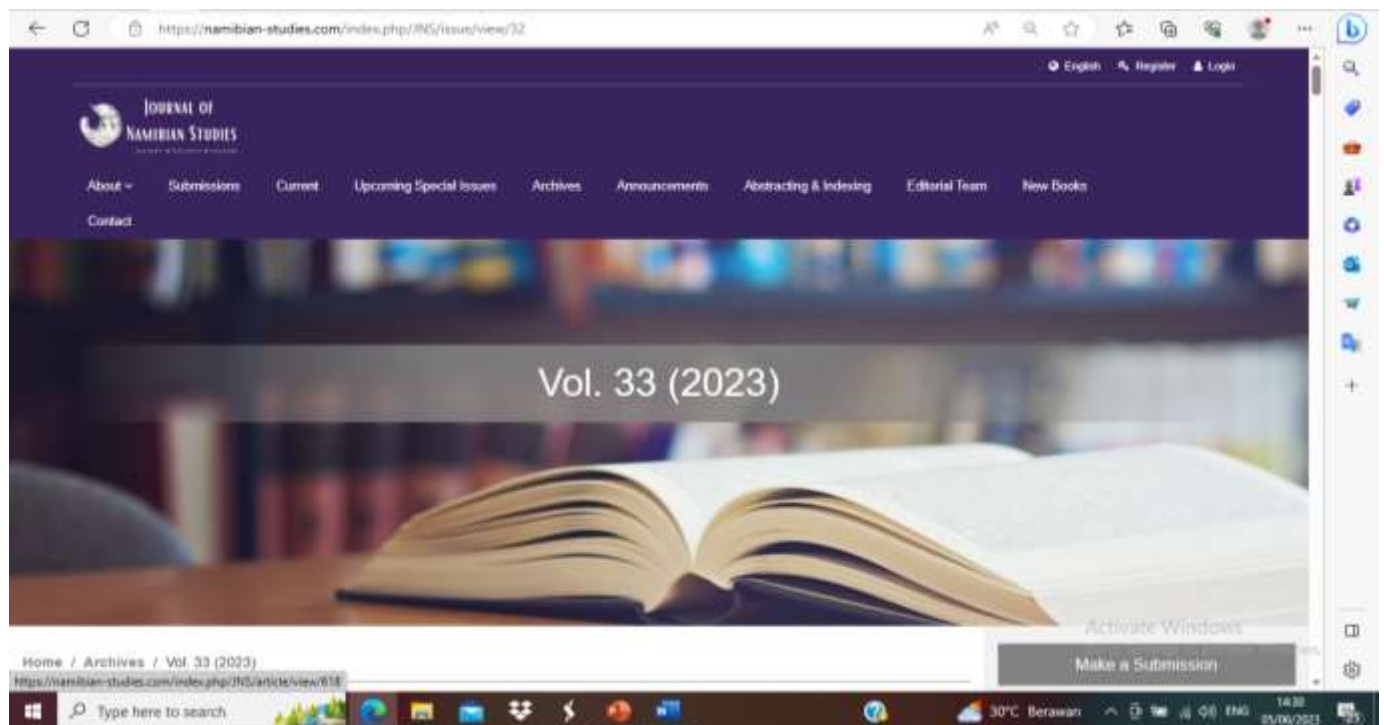 https://namibian-studies.com/index.php/JNS/issue/view/32
English Register Login
JOURNAL OF
NAMIBIAN STUDIES
About Submissions Current Upcoming Special Issues Archives Announcements Abstracting & Indexing Editorial Team New Books
Contact
Vol. 33 (2023)
Activate Windows
Home / Archives / Vol. 33 (2023)
Make a Submission
https://namibian-studies.com/index.php/JNS/article/view/618
Type here to search
30°C Berawan
ENG
14:30